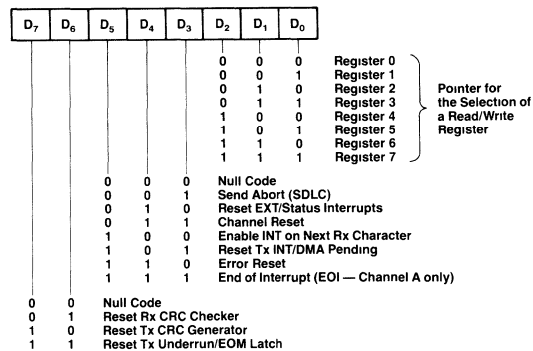 D7 D6 D5 D4 D3 D2 D1 D0
0 0 0 Register 0
0 0 1 Register 1
0 1 0 Register 2
0 1 1 Register 3
1 0 0 Register 4
1 0 1 Register 5
1 1 0 Register 6
1 1 1 Register 7
Pointer for
the Selection of
a Read/Write
Register
0 0 0 Null Code
0 0 1 Send Abort (SDLC)
0 1 0 Reset EXT/Status Interrupts
0 1 1 Channel Reset
1 0 0 Enable INT on Next Rx Character
1 0 1 Reset Tx INT/DMA Pending
1 1 0 Error Reset
1 1 1 End of Interrupt (EOI — Channel A only)
0 0 Null Code
0 1 Reset Rx CRC Checker
1 0 Reset Tx CRC Generator
1 1 Reset Tx Underrun/EOM Latch